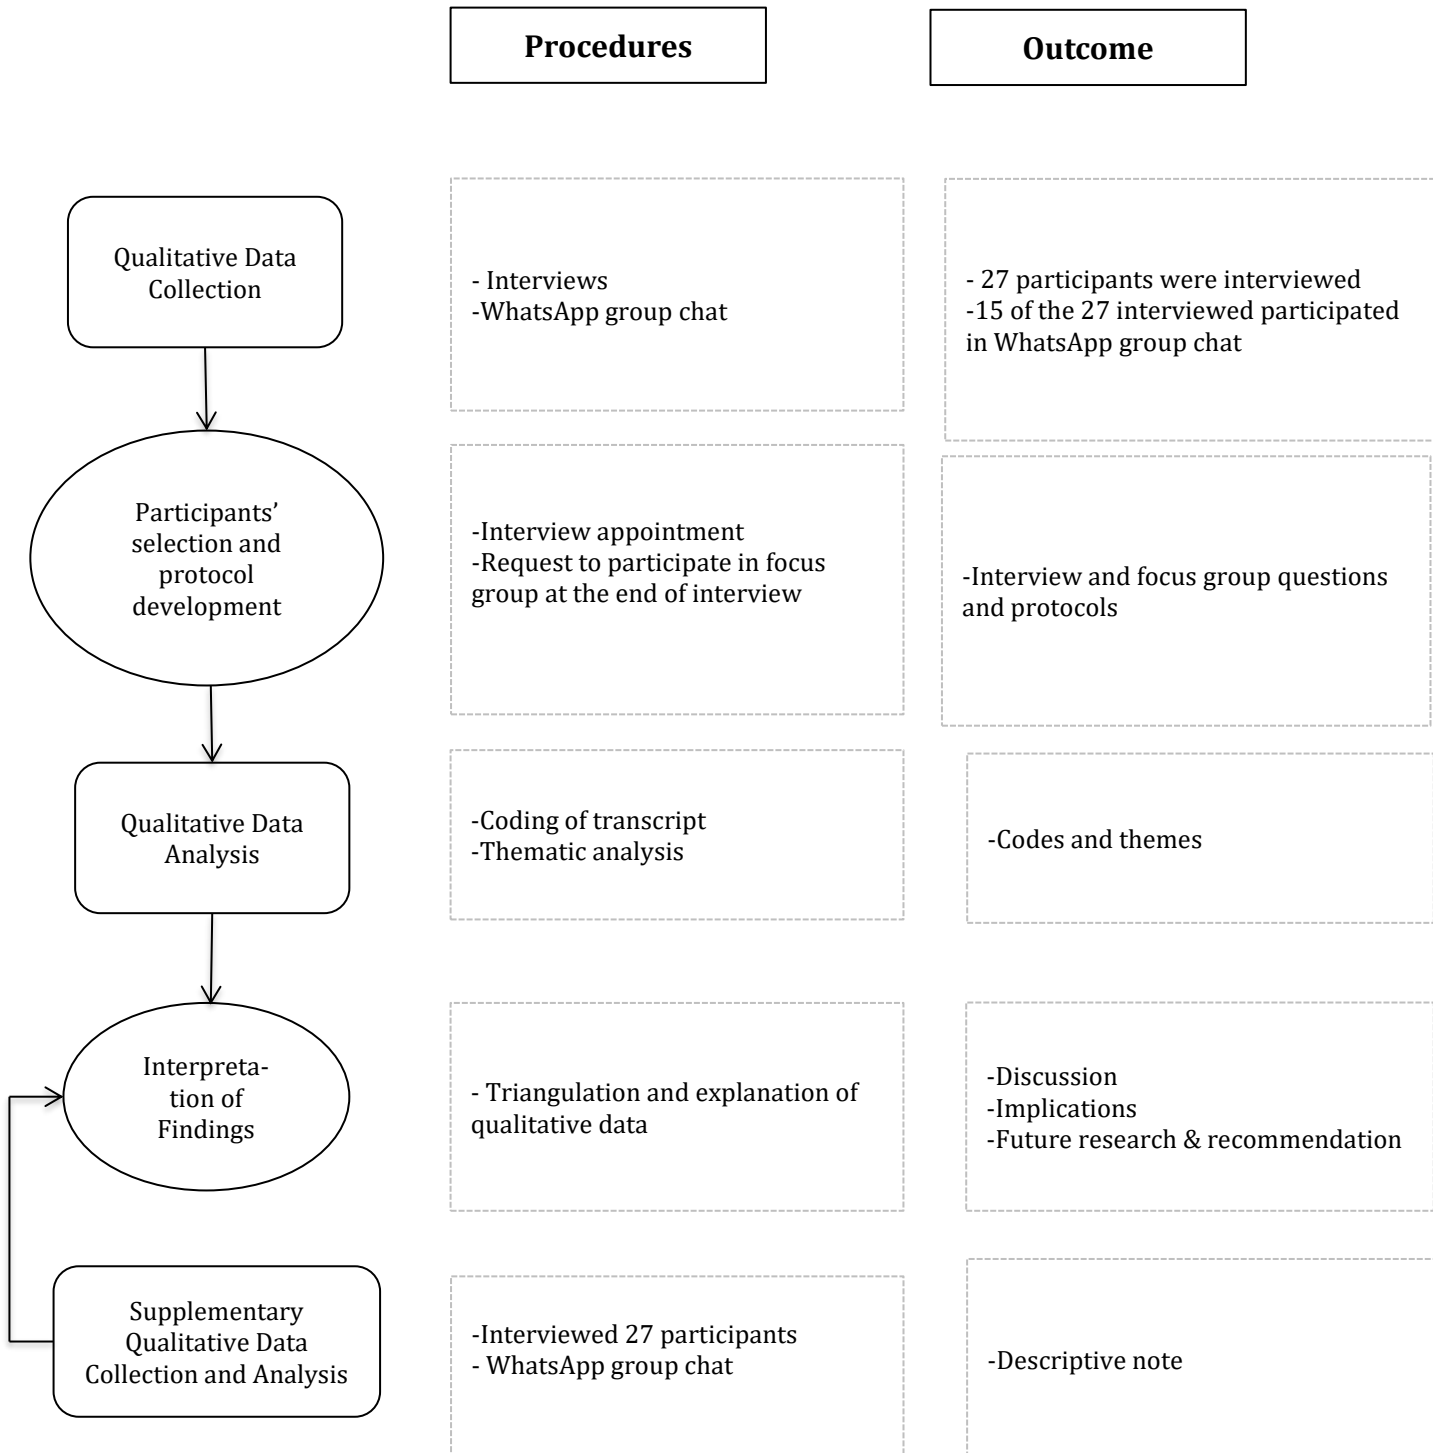 Procedures
Outcome
Qualitative Data
Collection
- Interviews
-WhatsApp group chat
- 27 participants were interviewed
-15 of the 27 interviewed participated
in WhatsApp group chat
Participants’
selection and
protocol
development
-Interview appointment
-Request to participate in focus
group at the end of interview
-Interview and focus group questions
and protocols
Qualitative Data
Analysis
-Coding of transcript
-Thematic analysis
-Codes and themes
Interpreta-
tion of
Findings
- Triangulation and explanation of
qualitative data
-Discussion
-Implications
-Future research & recommendation
Supplementary
Qualitative Data
Collection and Analysis
-Interviewed 27 participants
- WhatsApp group chat
-Descriptive note